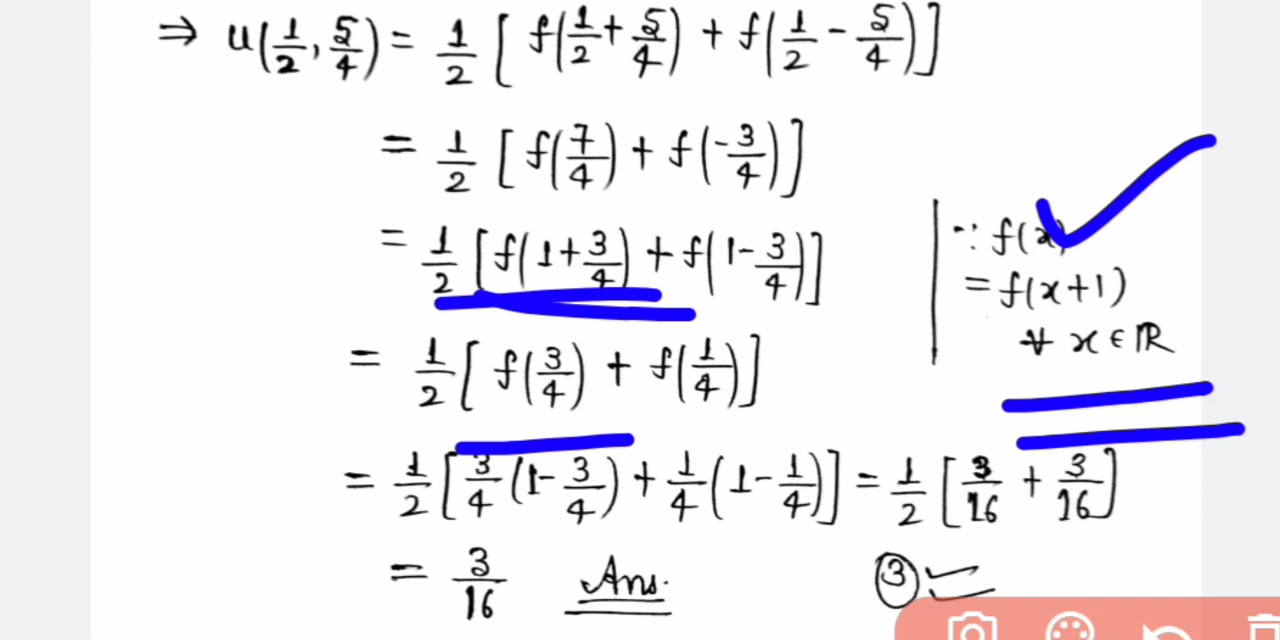 ⇒ u(1/2, 5/4) = 1/2 [ f(1/2 + 5/4) + f(1/2 - 5/4) ]
= 1/2 [ f(7/4) + f(-3/4) ]
= 1/2 [ f(1 + 3/4) + f(1 - 3/4) ]
∵ f(x)
= f(x+1)
∀ x ∈ ℝ
= 1/2 [ f(3/4) + f(1/4) ]
= 1/2 [ 3/4 (1 - 3/4) + 1/4 (1 - 1/4) ] = 1/2 [ 3/16 + 3/16 ]
= 3/16 Ans. ③